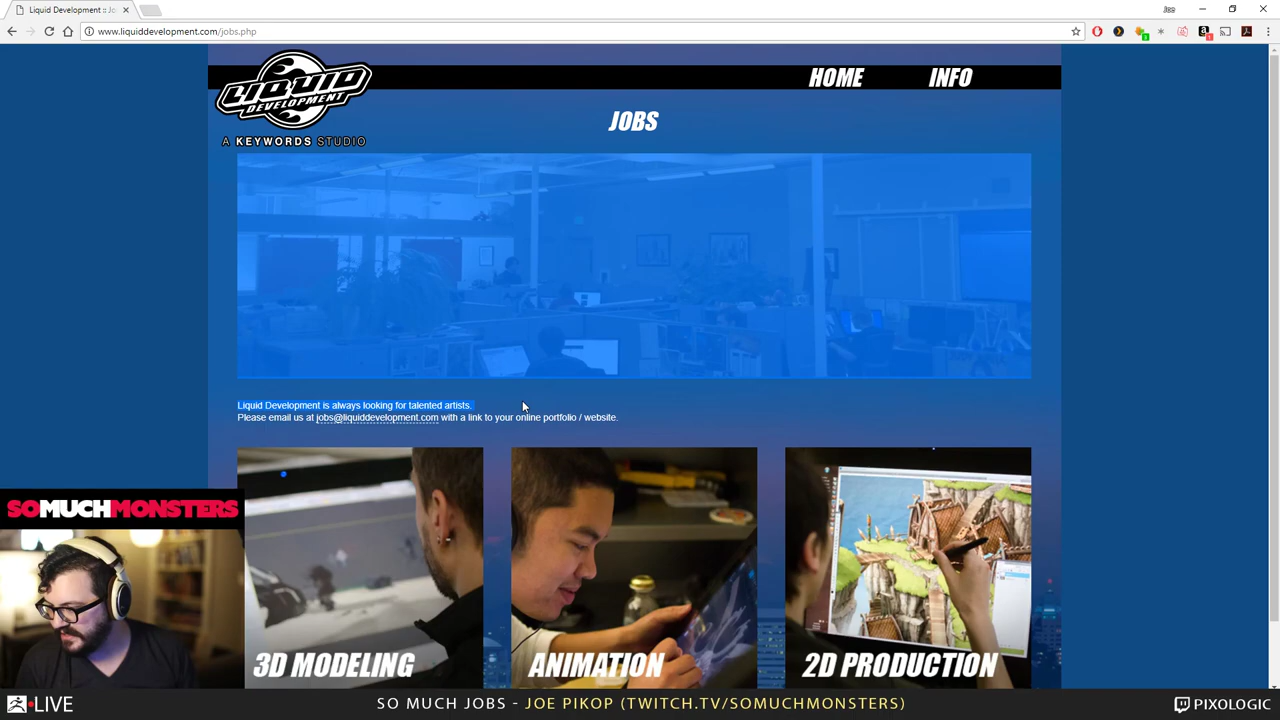 Liquid Development :: Jo
Joe
www.liquiddevelopment.com/jobs.php
LIQUID
DEVELOPMENT
A KEYWORDS STUDIO
HOME
INFO
JOBS
Liquid Development is always looking for talented artists.
Please email us at jobs@liquiddevelopment.com with a link to your online portfolio / website.
SOMUCHMONSTERS
3D MODELING
ANIMATION
2D PRODUCTION
LIVE
SO MUCH JOBS - JOE PIKOP (TWITCH.TV/SOMUCHMONSTERS)
PIXOLOGIC